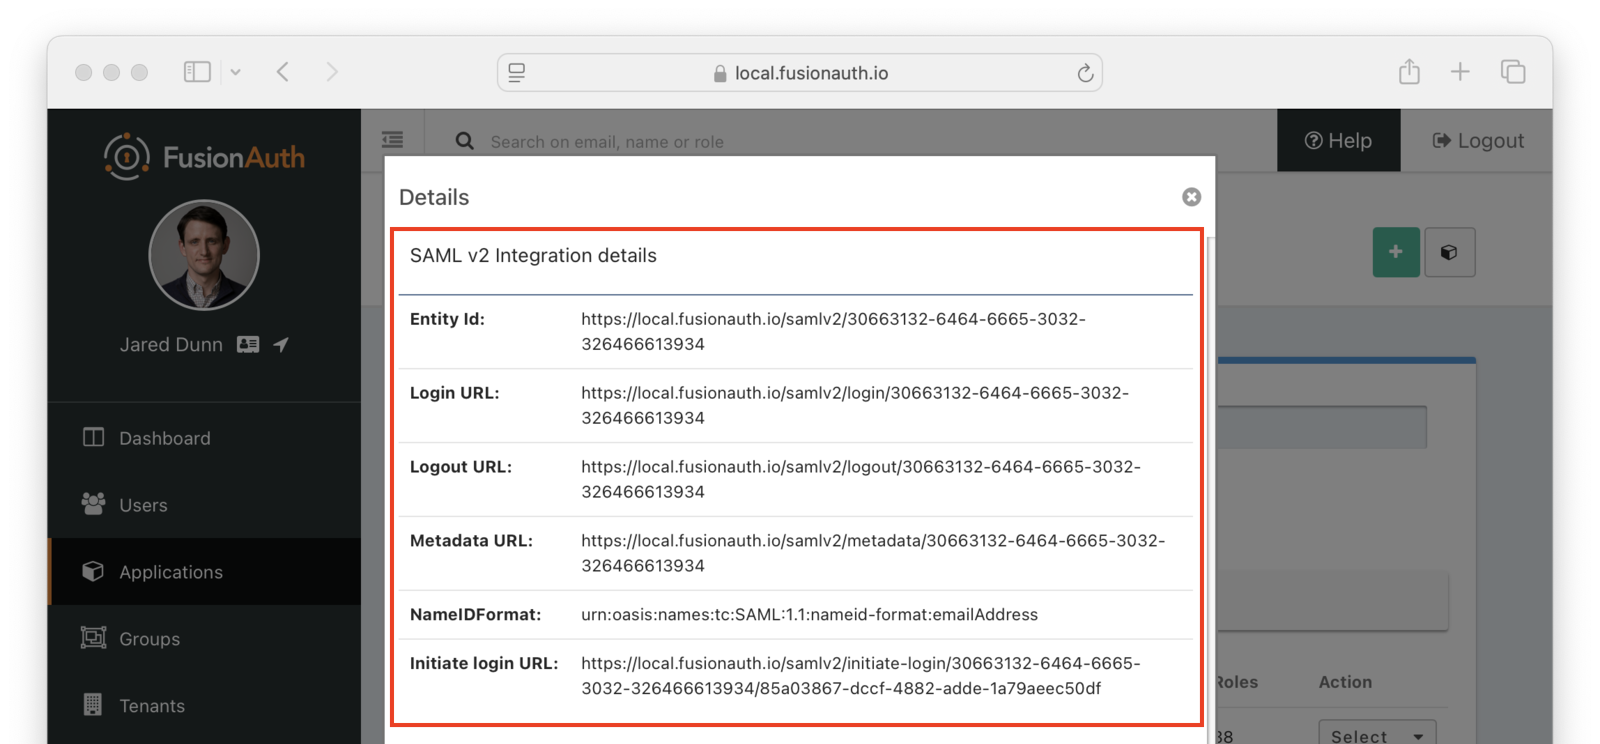 local.fusionauth.io
FusionAuth
Search on email, name or role
Help
Logout
Details
SAML v2 Integration details
Entity Id:
https://local.fusionauth.io/samlv2/30663132-6464-6665-3032-
326466613934
Jared Dunn
Login URL:
https://local.fusionauth.io/samlv2/login/30663132-6464-6665-3032-
326466613934
Dashboard
Logout URL:
https://local.fusionauth.io/samlv2/logout/30663132-6464-6665-3032-
326466613934
Users
Metadata URL:
https://local.fusionauth.io/samlv2/metadata/30663132-6464-6665-3032-
326466613934
Applications
NameIDFormat:
urn:oasis:names:tc:SAML:1.1:nameid-format:emailAddress
Groups
Initiate login URL:
https://local.fusionauth.io/samlv2/initiate-login/30663132-6464-6665-
3032-326466613934/85a03867-dccf-4882-adde-1a79aeec50df
Roles
Action
Tenants
38
Select